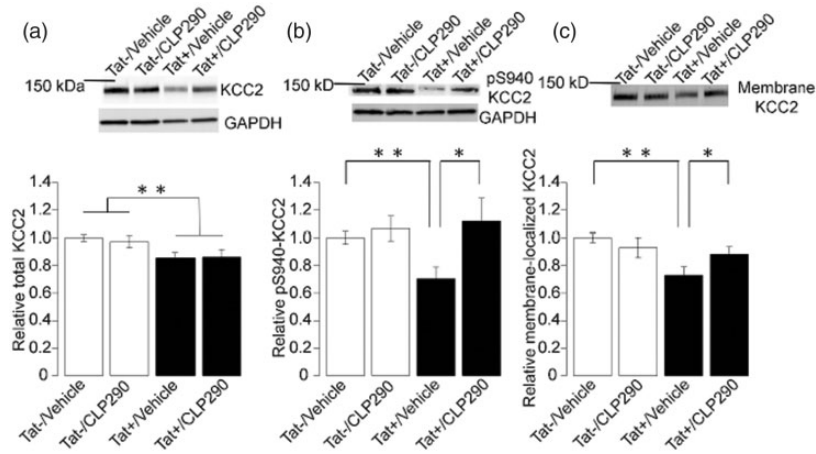 (a)
Tat-/Vehicle
Tat-/CLP290
Tat+/Vehicle
Tat+/CLP290
150 kDa
KCC2
GAPDH
Relative total KCC2
1.4
1.2
1.0
0.8
0.6
0.4
0.2
0
* *
Tat-/Vehicle
Tat-/CLP290
Tat+/Vehicle
Tat+/CLP290
(b)
Tat-/Vehicle
Tat-/CLP290
Tat+/Vehicle
Tat+/CLP290
150 kD
pS940
KCC2
GAPDH
Relative pS940-KCC2
1.4
1.2
1.0
0.8
0.6
0.4
0.2
0
* *
*
Tat-/Vehicle
Tat-/CLP290
Tat+/Vehicle
Tat+/CLP290
(c)
Tat-/Vehicle
Tat-/CLP290
Tat+/Vehicle
Tat+/CLP290
150 kD
Membrane
KCC2
Relative membrane-localized KCC2
1.4
1.2
1.0
0.8
0.6
0.4
0.2
0
* *
*
Tat-/Vehicle
Tat-/CLP290
Tat+/Vehicle
Tat+/CLP290